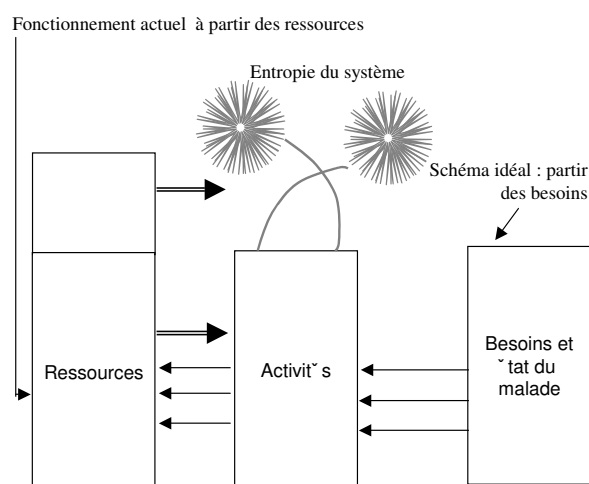 Fonctionnement actuel à partir des ressources
Entropie du système
Schéma idéal : partir
des besoins
Ressources
Activitˇ s
Besoins et
ˇ tat du
malade